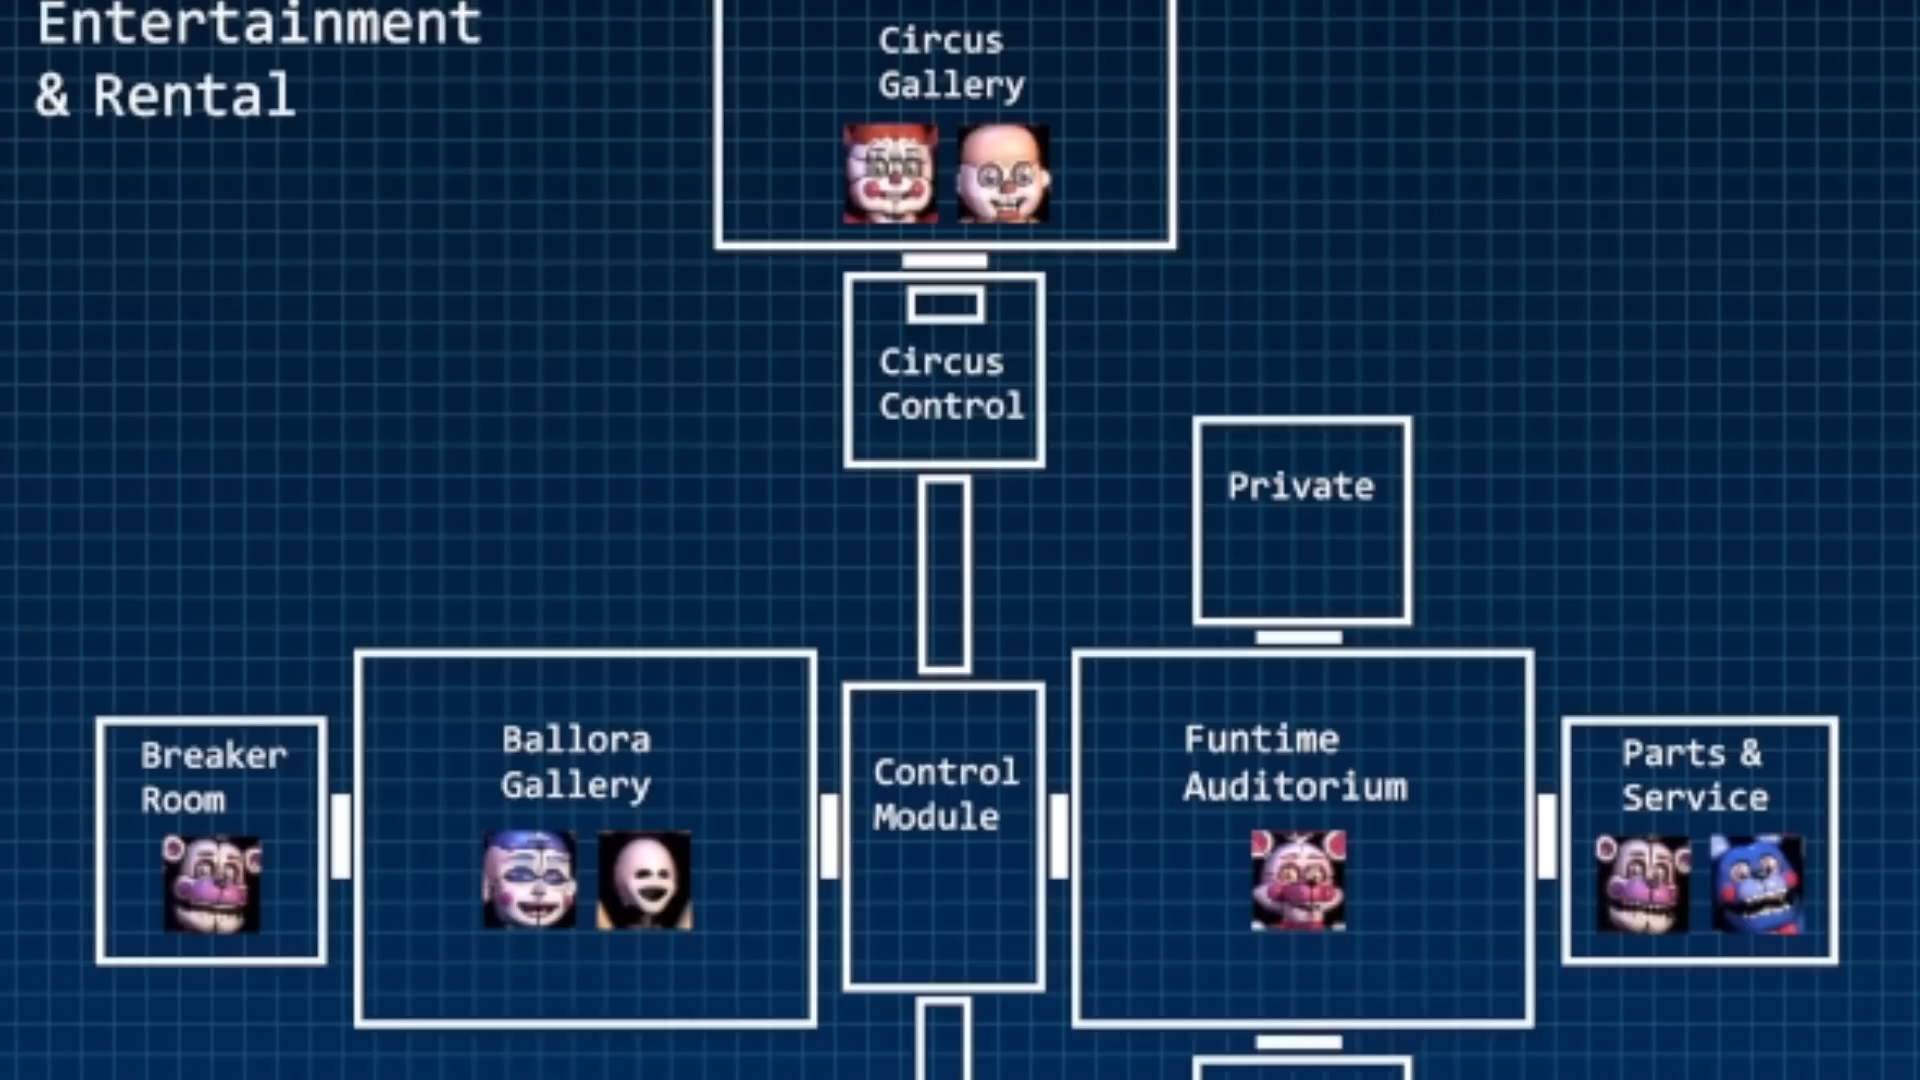 Entertainment
& Rental
Circus
Gallery
Circus
Control
Private
Breaker
Room
Ballora
Gallery
Control
Module
Funtime
Auditorium
Parts &
Service